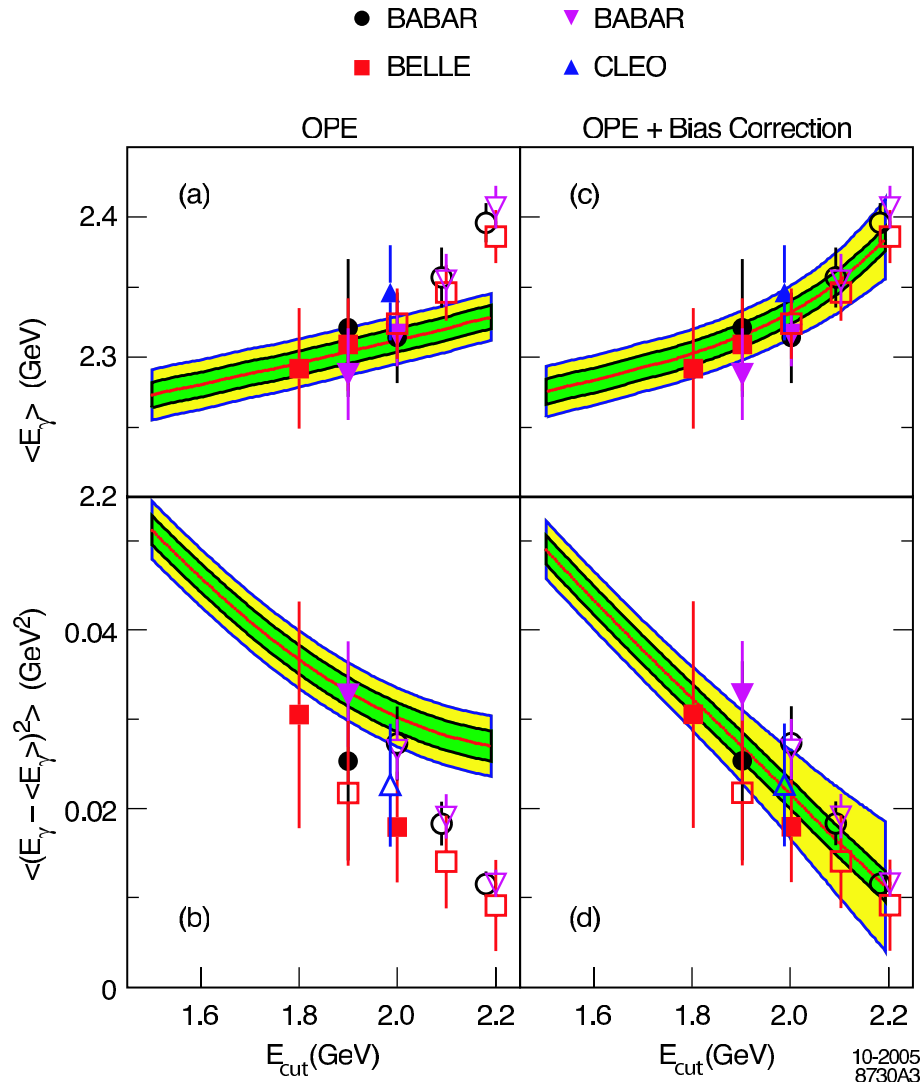 BABAR BABAR
BELLE CLEO
OPE OPE + Bias Correction
(a) (c)
2.4
2.3
<Eγ> (GeV)
2.2
0.04
0.02
<(Eγ − <Eγ>)²> (GeV²)
(b) (d)
0
1.6 1.8 2.0 2.2 1.6 1.8 2.0 2.2
Ecut(GeV) Ecut(GeV)
10-2005
8730A3